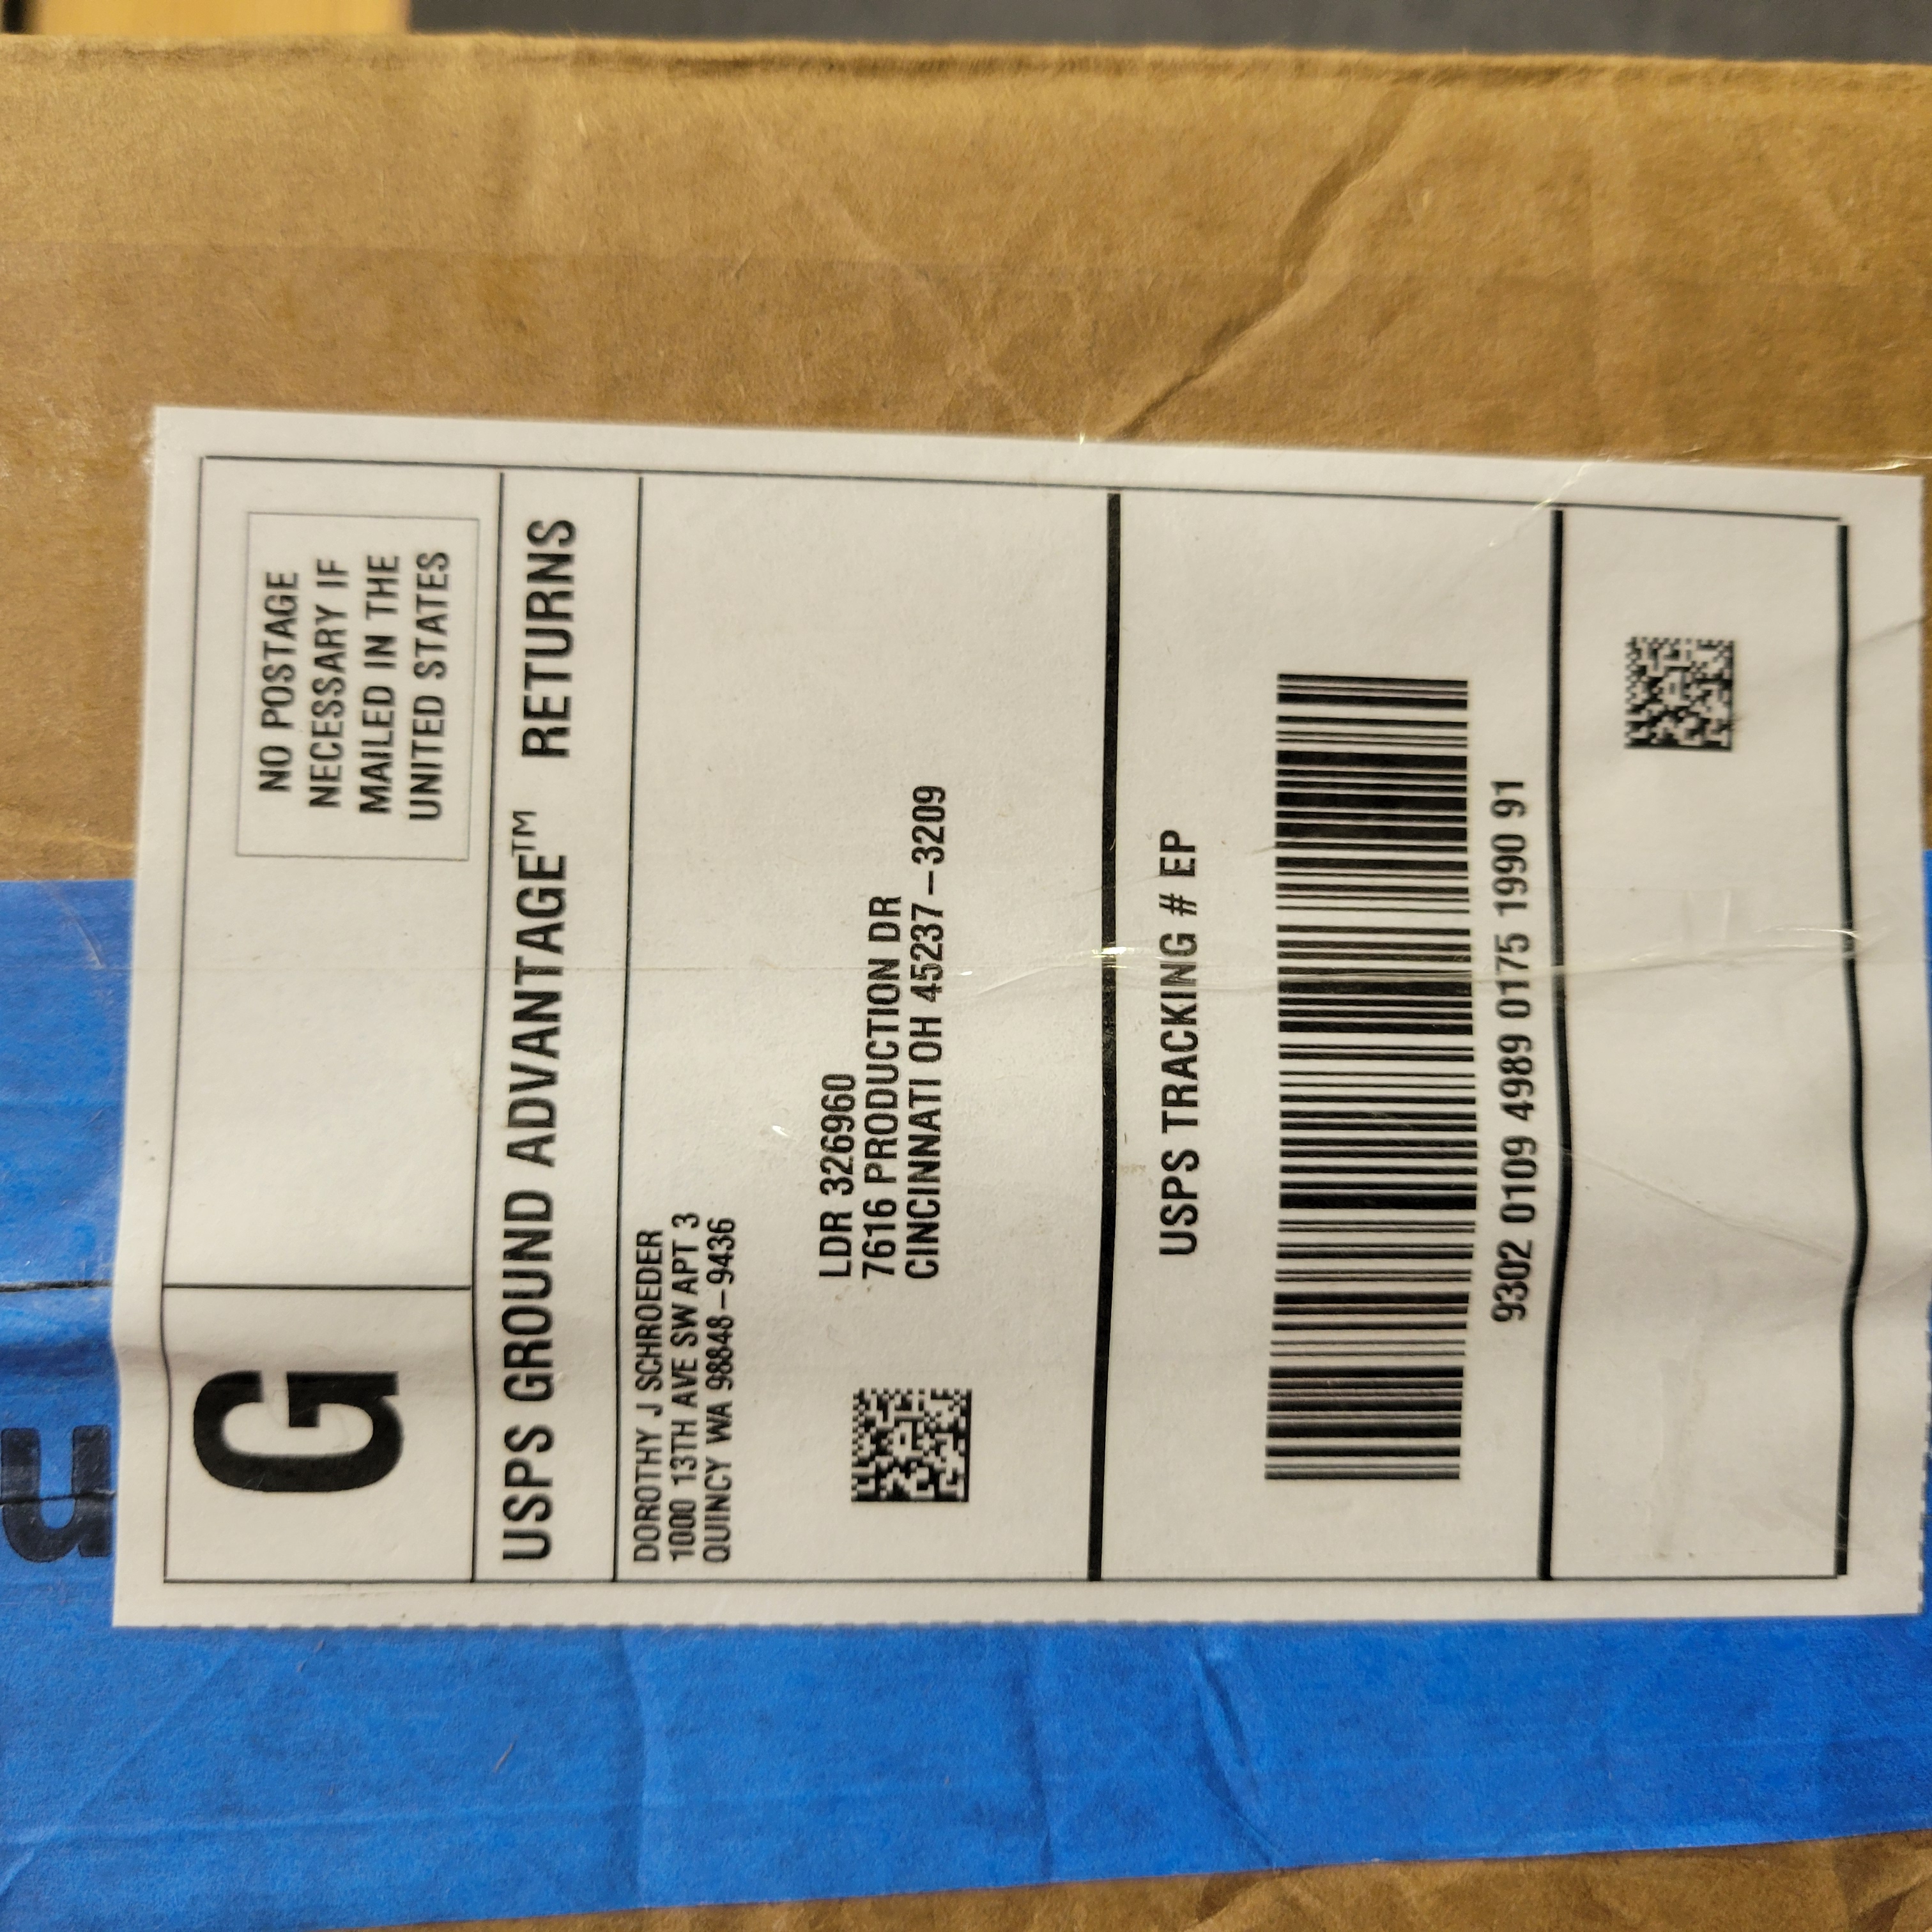 G
NO POSTAGE
NECESSARY IF
MAILED IN THE
UNITED STATES
USPS GROUND ADVANTAGE™ RETURNS
DOROTHY J SCHROEDER
1000 13TH AVE SW APT 3
QUINCY WA 98848–9436
LDR 326960
7616 PRODUCTION DR
CINCINNATI OH 45237–3209
USPS TRACKING # EP
9302 0109 4989 0175 1990 91